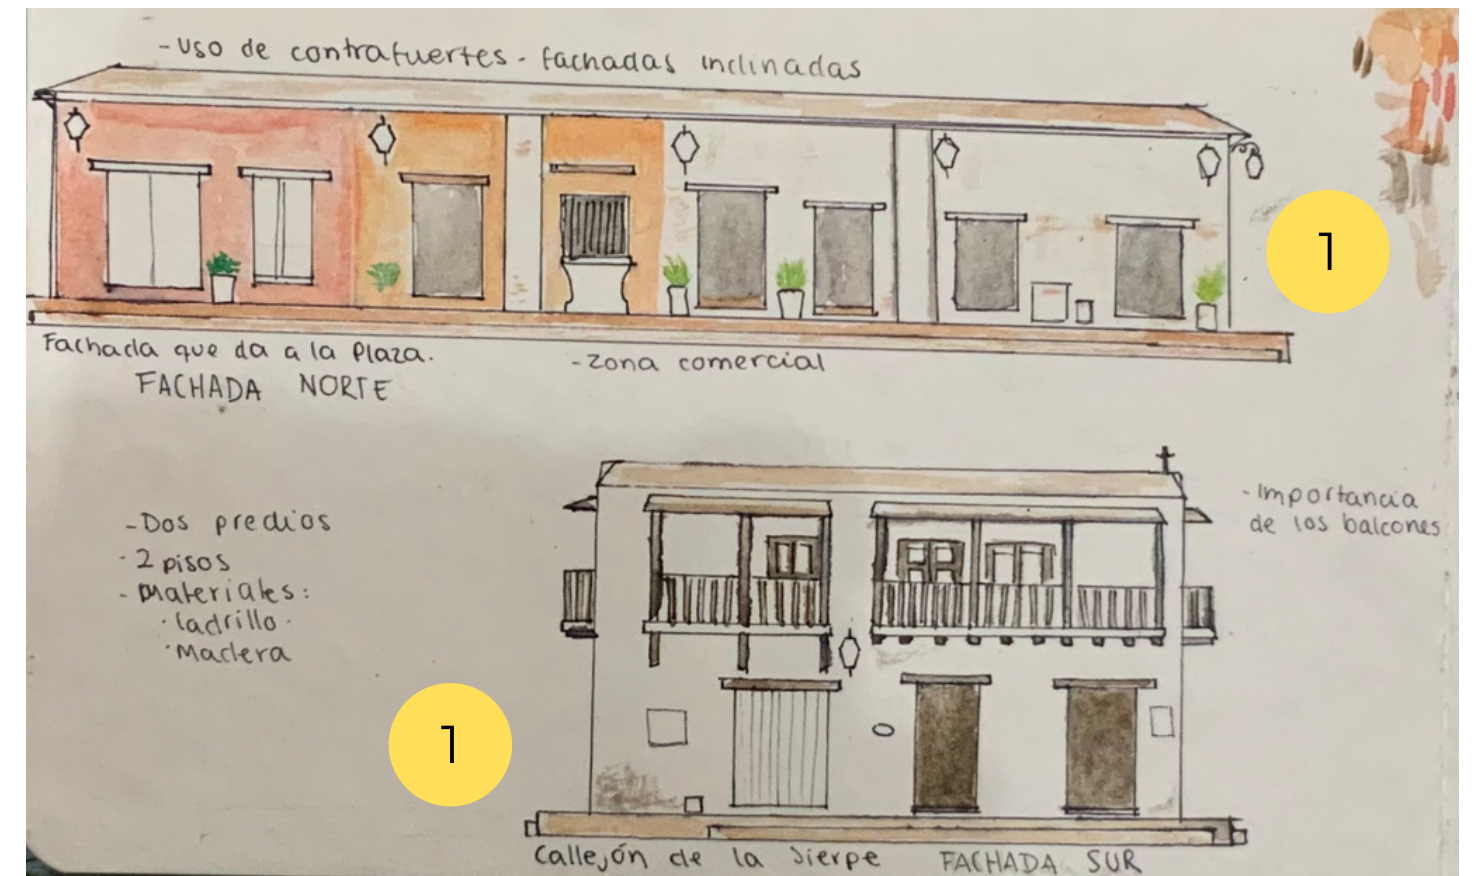 - Uso de contrafuertes - fachadas inclinadas
1
Fachada que da a la Plaza.
- zona comercial
FACHADA NORTE
- Dos predios
- 2 pisos
- Materiales:
· ladrillo ·
· Madera
- Importancia
de los balcones
1
Callejón de la Sierpe FACHADA SUR